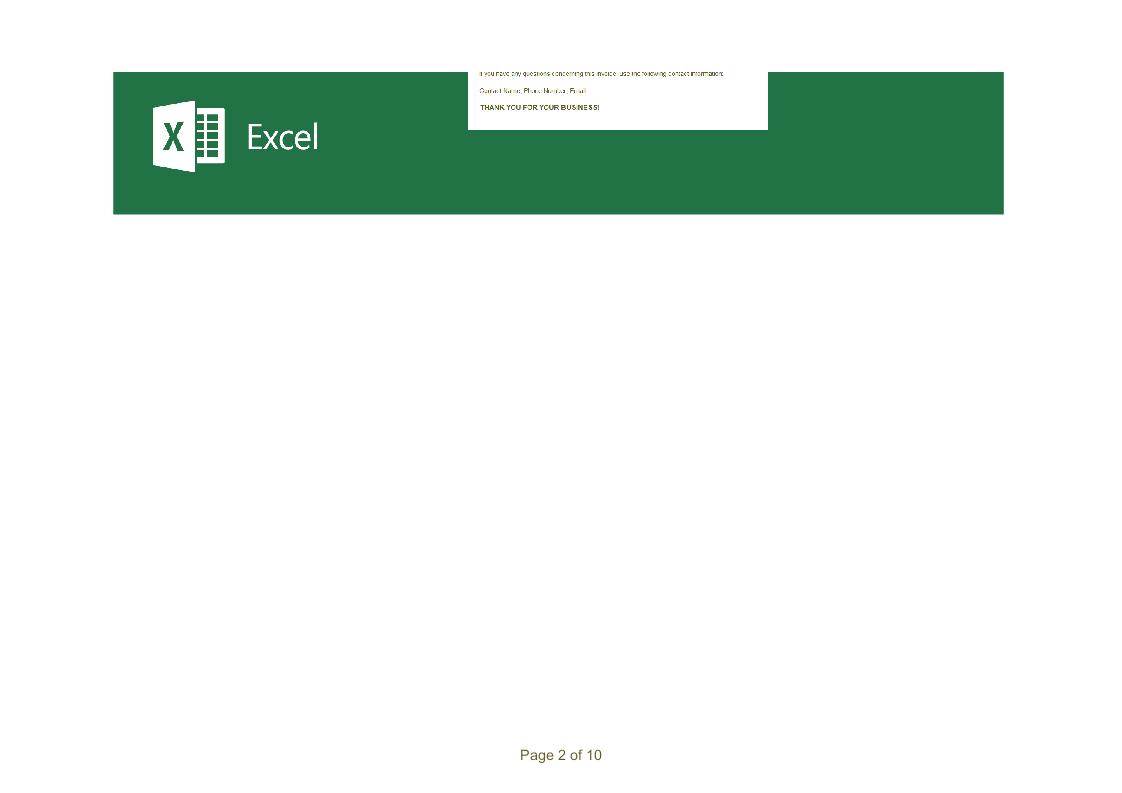 If you have any questions concerning this invoice, use the following contact information:
Contact Name, Phone Number, Email
THANK YOU FOR YOUR BUSINESS!
X
Excel
Page 2 of 10